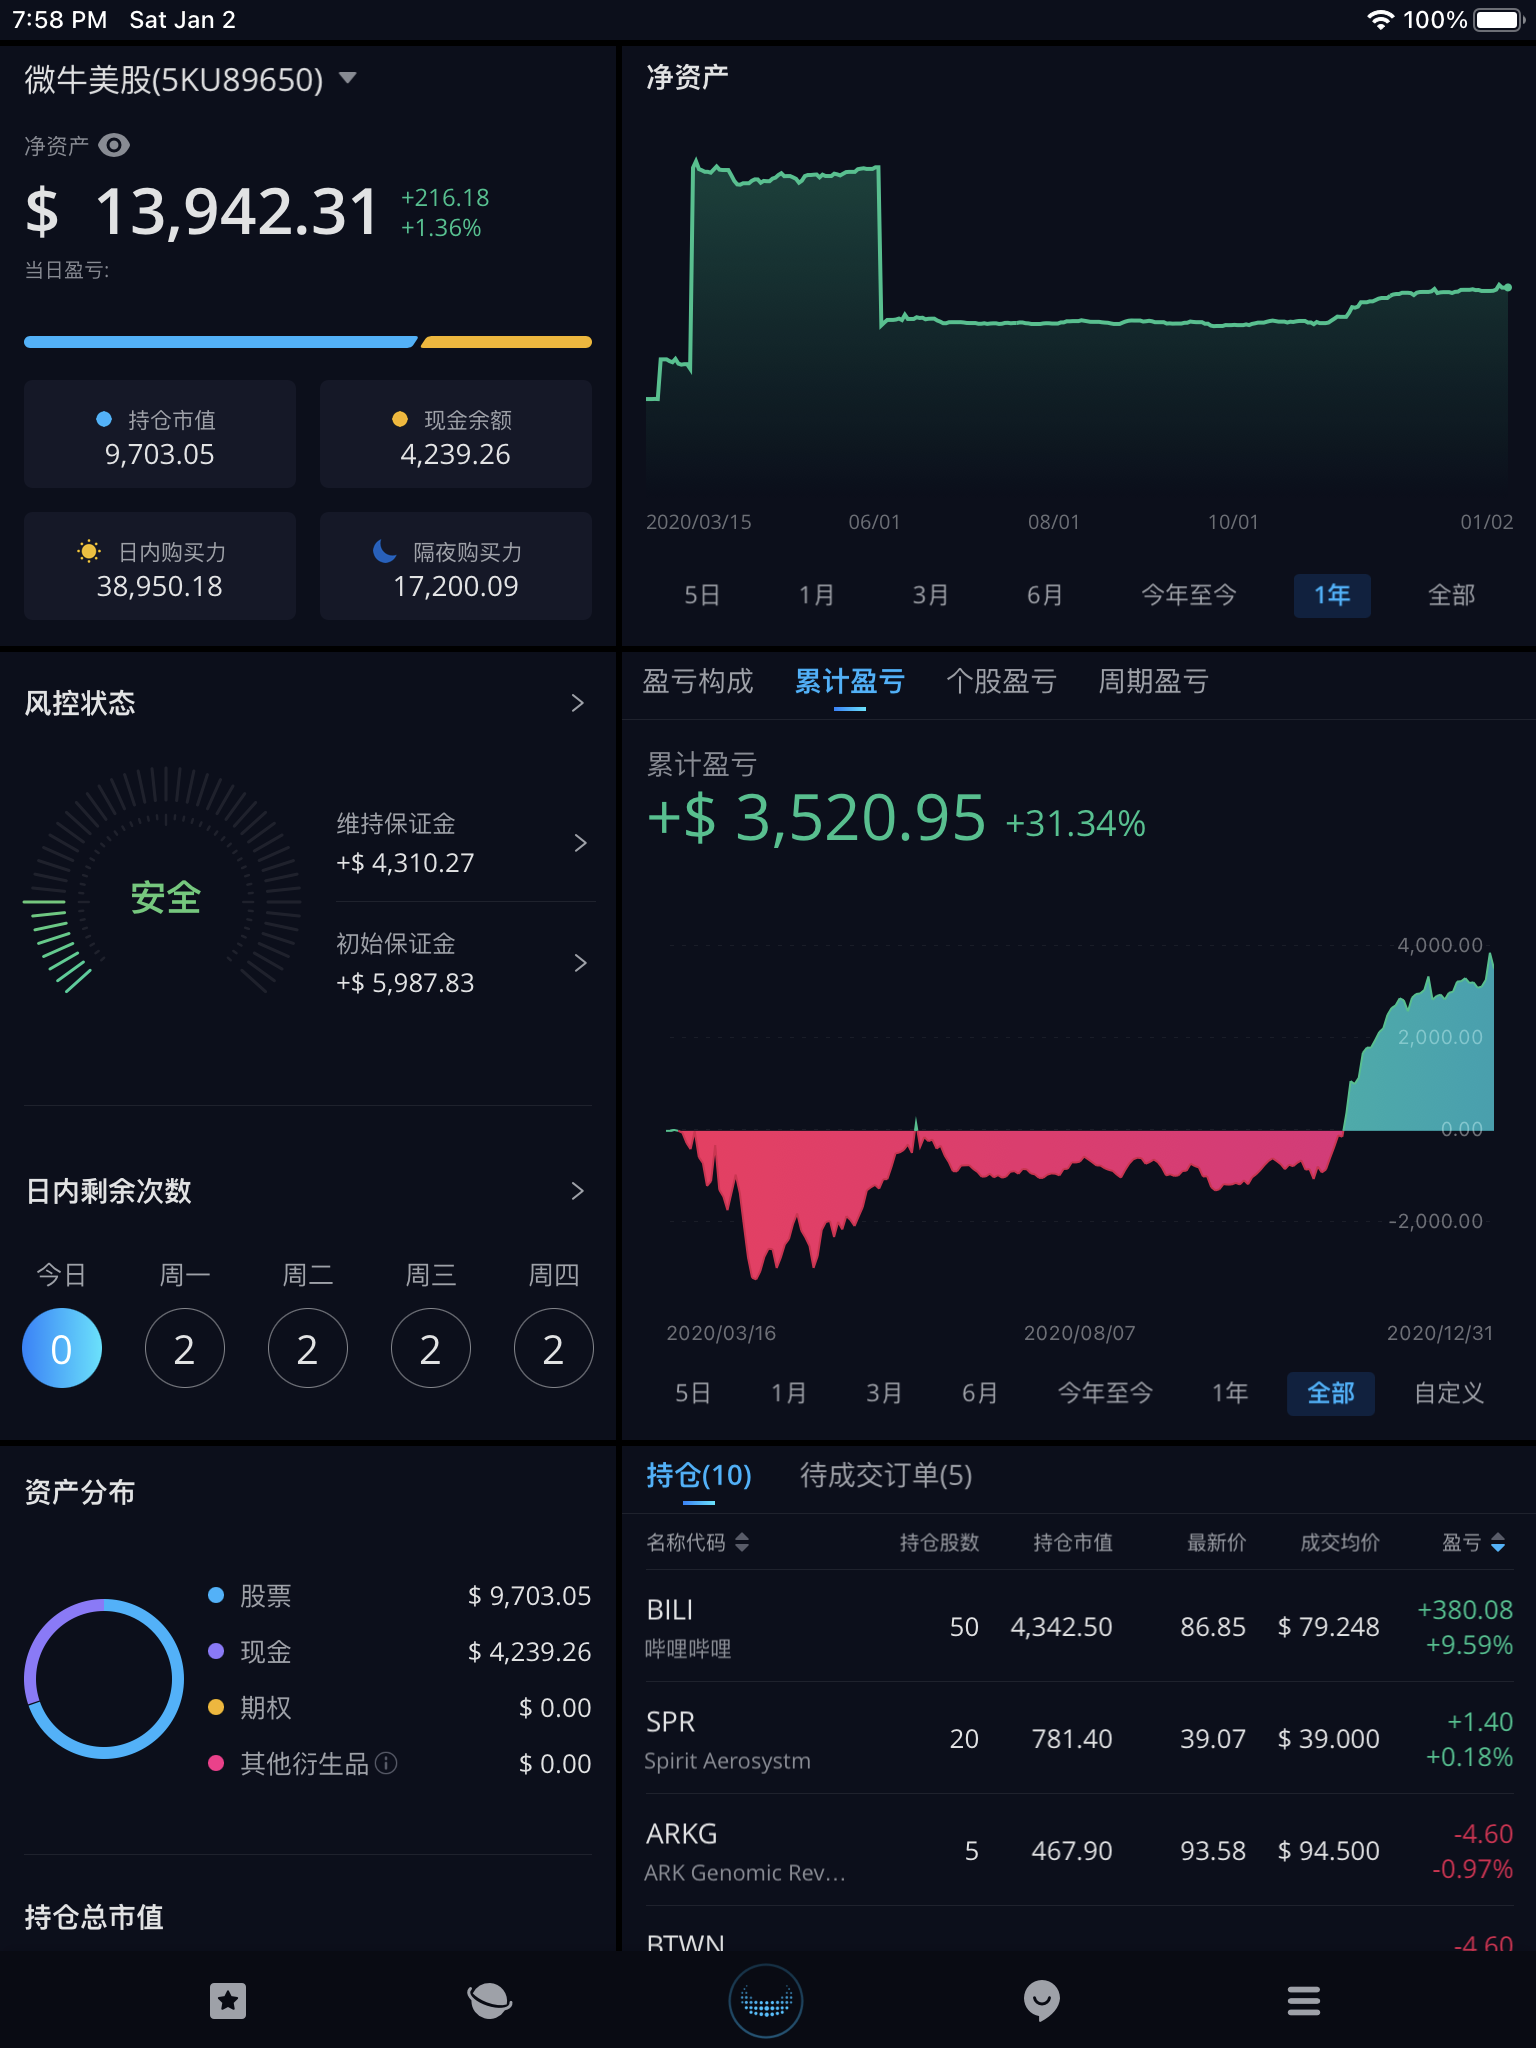 7:58 PM Sat Jan 2 100%
微牛美股(5KU89650)
净资产
$ 13,942.31 +216.18
+1.36%
当日盈亏:
持仓市值
9,703.05
现金余额
4,239.26
日内购买力
38,950.18
隔夜购买力
17,200.09
净资产
2020/03/15 06/01 08/01 10/01 01/02
5日 1月 3月 6月 今年至今 1年 全部
风控状态
安全
维持保证金
+$ 4,310.27
初始保证金
+$ 5,987.83
日内剩余次数
今日 周一 周二 周三 周四
0 2 2 2 2
盈亏构成 累计盈亏 个股盈亏 周期盈亏
累计盈亏
+$ 3,520.95 +31.34%
4,000.00
2,000.00
0.00
-2,000.00
2020/03/16 2020/08/07 2020/12/31
5日 1月 3月 6月 今年至今 1年 全部 自定义
资产分布
股票 $ 9,703.05
现金 $ 4,239.26
期权 $ 0.00
其他衍生品 $ 0.00
持仓总市值
持仓(10) 待成交订单(5)
名称代码 持仓股数 持仓市值 最新价 成交均价 盈亏
BILI 50 4,342.50 86.85 $ 79.248 +380.08
哔哩哔哩 +9.59%
SPR 20 781.40 39.07 $ 39.000 +1.40
Spirit Aerosystm +0.18%
ARKG 5 467.90 93.58 $ 94.500 -4.60
ARK Genomic Rev... -0.97%
BTWN -4.60